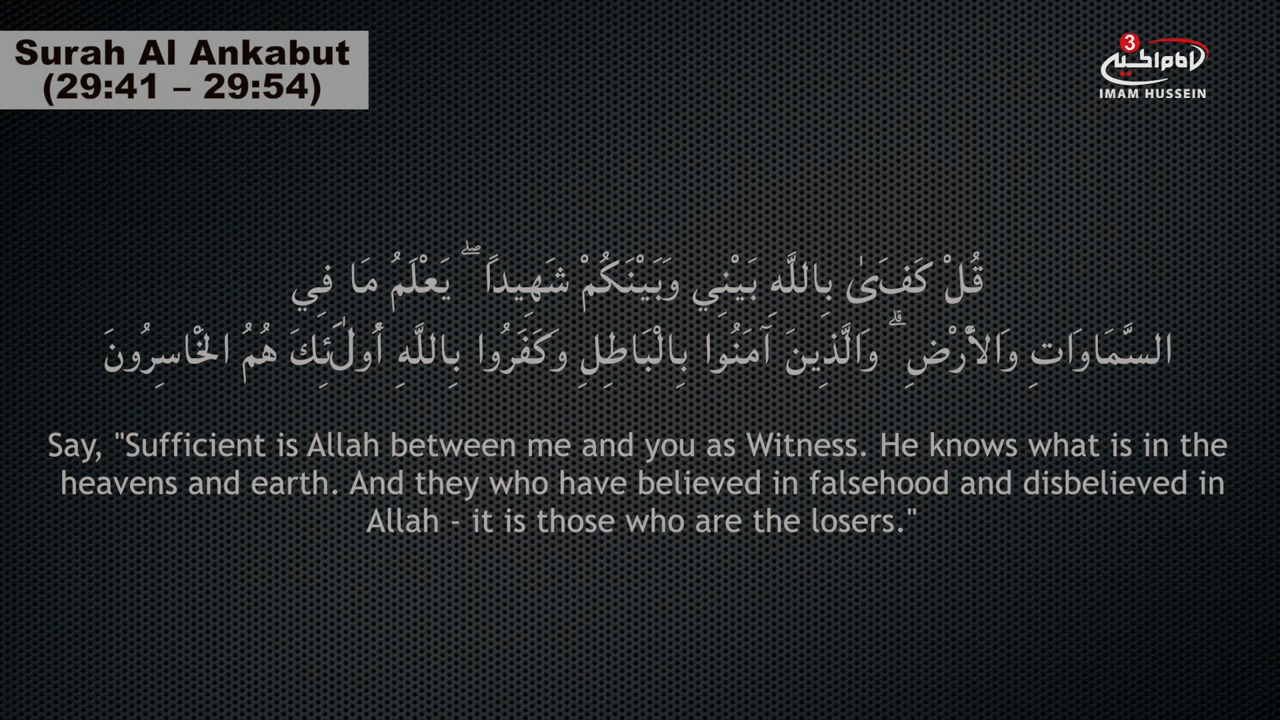 Surah Al Ankabut
(29:41 – 29:54)
3
الإمام الحسين
IMAM HUSSEIN
قُلْ كَفَىٰ بِاللَّهِ بَيْنِي وَبَيْنَكُمْ شَهِيدًا ۖ يَعْلَمُ مَا فِي
السَّمَاوَاتِ وَالْأَرْضِ ۗ وَالَّذِينَ آمَنُوا بِالْبَاطِلِ وَكَفَرُوا بِاللَّهِ أُولَٰئِكَ هُمُ الْخَاسِرُونَ
Say, "Sufficient is Allah between me and you as Witness. He knows what is in the
heavens and earth. And they who have believed in falsehood and disbelieved in
Allah - it is those who are the losers."